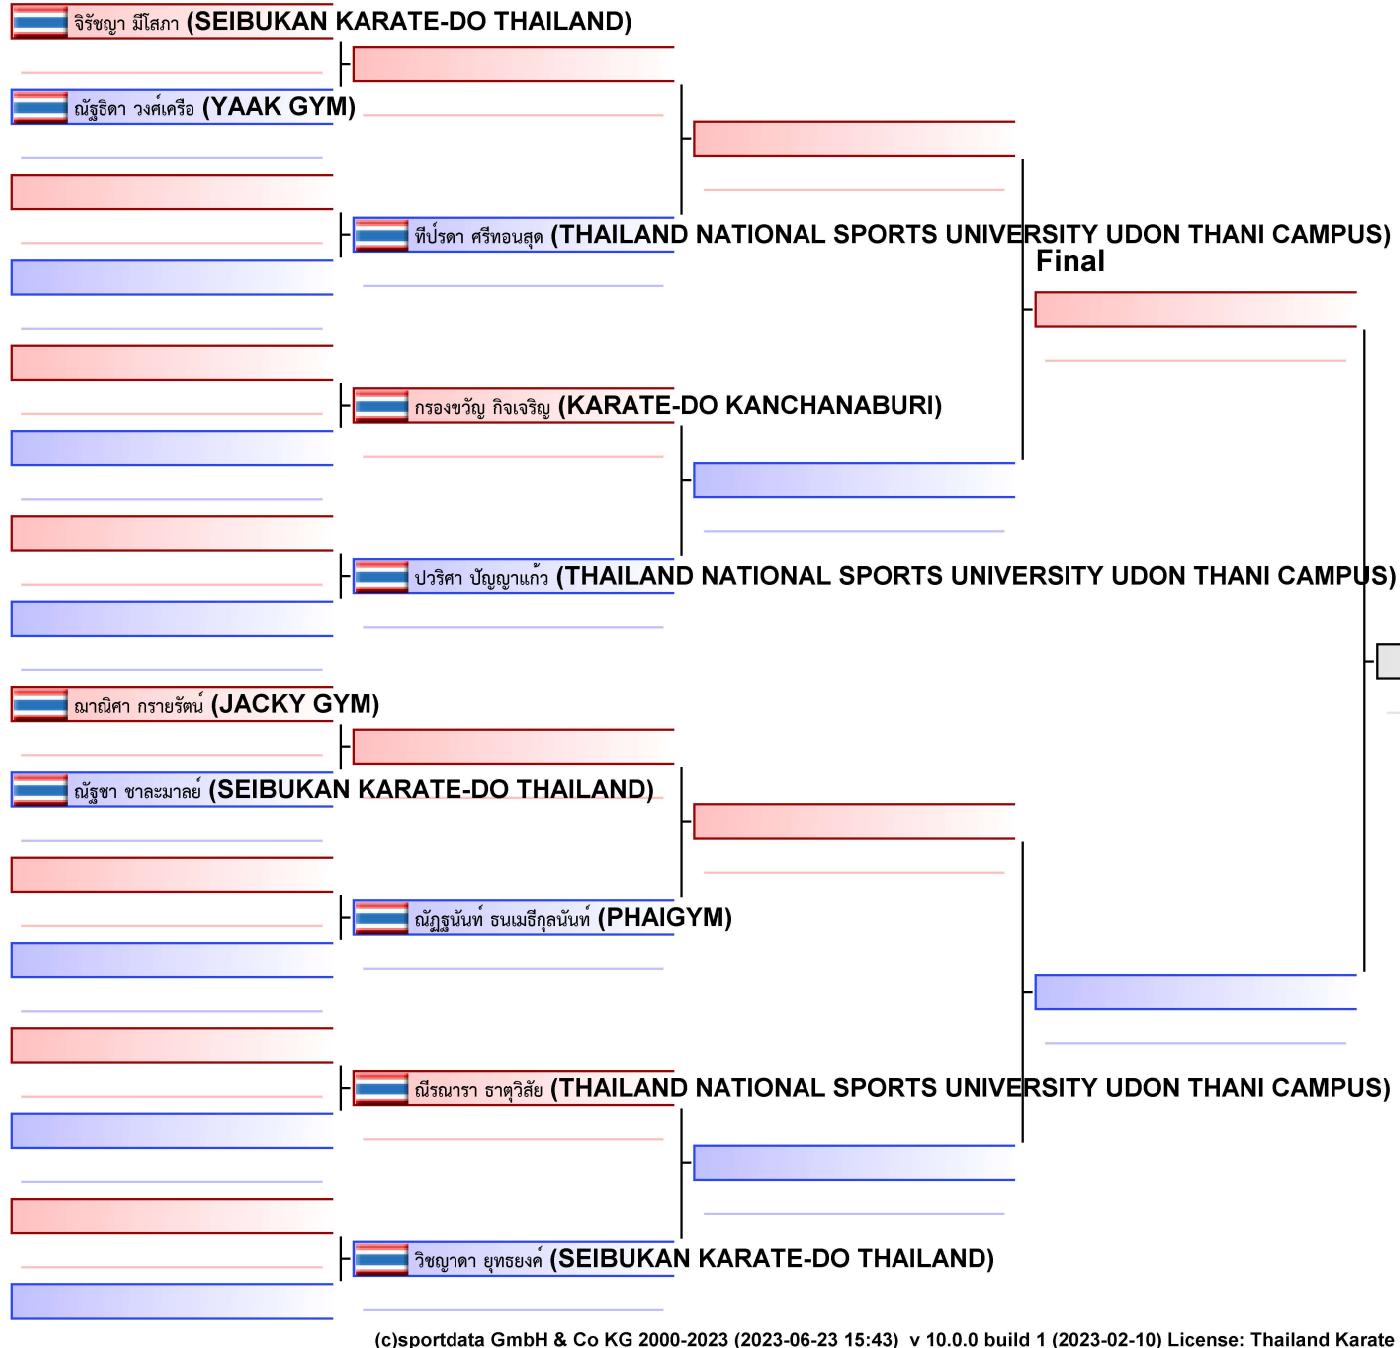 จิรัชญา มีโสภา (SEIBUKAN KARATE-DO THAILAND)
ณัฐธิดา วงศ์เครือ (YAAK GYM)
ทีปรดา ศรีทอนสุด (THAILAND NATIONAL SPORTS UNIVERSITY UDON THANI CAMPUS)
Final
กรองขวัญ กิจเจริญ (KARATE-DO KANCHANABURI)
ปวริศา ปัญญาแก้ว (THAILAND NATIONAL SPORTS UNIVERSITY UDON THANI CAMPUS)
ฌาณิศา กรายรัตน์ (JACKY GYM)
ณัฐชา ชาละมาลย์ (SEIBUKAN KARATE-DO THAILAND)
ณัฏฐนันท์ ธนเมธีกุลนันท์ (PHAIGYM)
ณีรณารา ธาตุวิสัย (THAILAND NATIONAL SPORTS UNIVERSITY UDON THANI CAMPUS)
วิชญาดา ยุทธยงค์ (SEIBUKAN KARATE-DO THAILAND)
(c)sportdata GmbH & Co KG 2000-2023 (2023-06-23 15:43) v 10.0.0 build 1 (2023-02-10) License: Thailand Karate